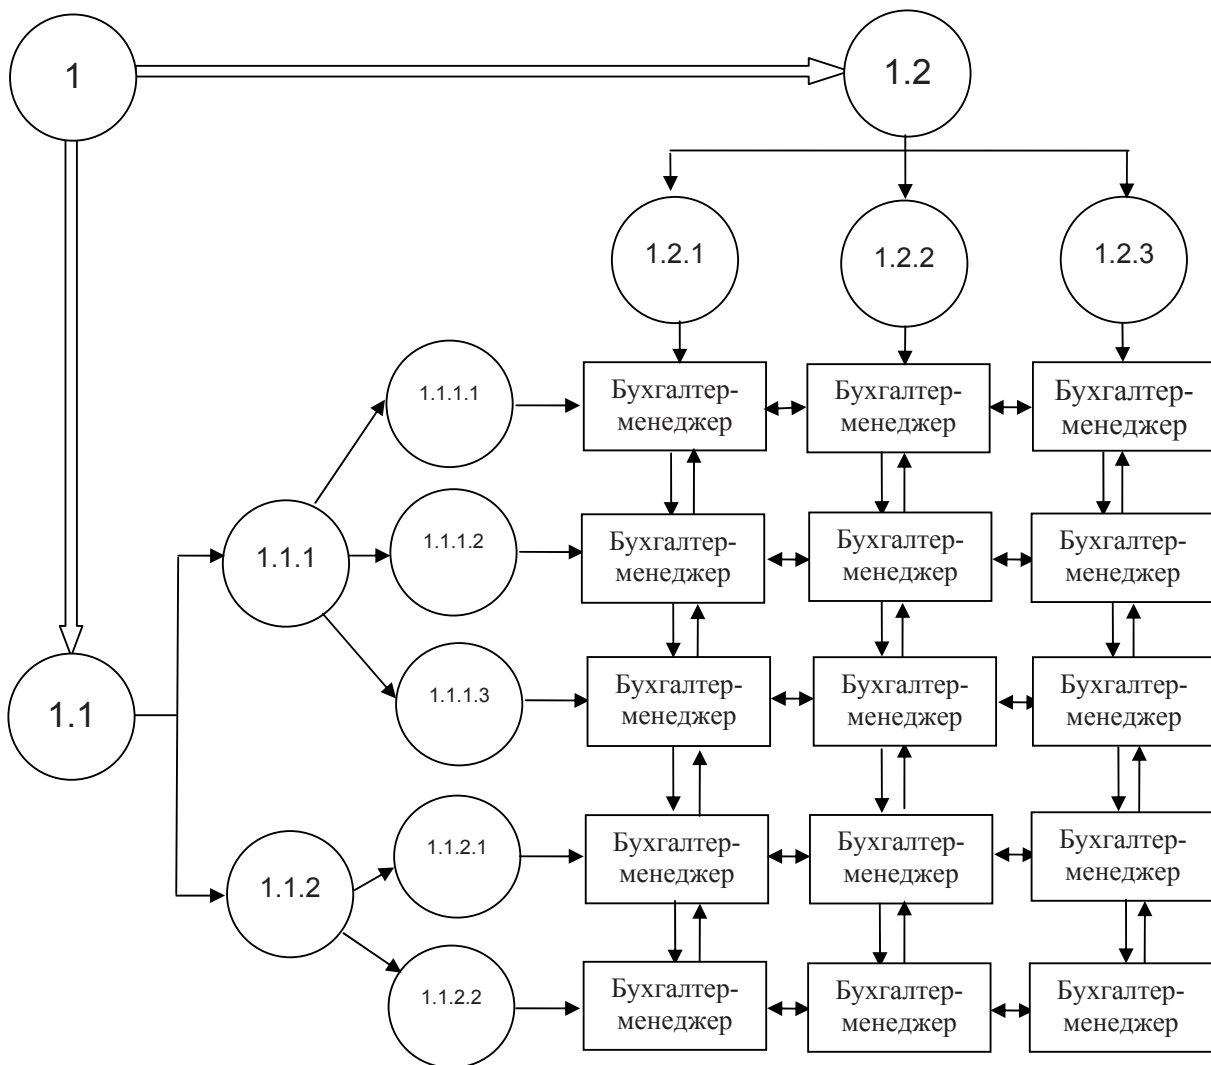 1
1.2
1.2.1
1.2.2
1.2.3
1.1.1.1
Бухгалтер-
менеджер
Бухгалтер-
менеджер
Бухгалтер-
менеджер
1.1.1
1.1.1.2
Бухгалтер-
менеджер
Бухгалтер-
менеджер
Бухгалтер-
менеджер
1.1
1.1.1.3
Бухгалтер-
менеджер
Бухгалтер-
менеджер
Бухгалтер-
менеджер
1.1.2
1.1.2.1
Бухгалтер-
менеджер
Бухгалтер-
менеджер
Бухгалтер-
менеджер
1.1.2.2
Бухгалтер-
менеджер
Бухгалтер-
менеджер
Бухгалтер-
менеджер